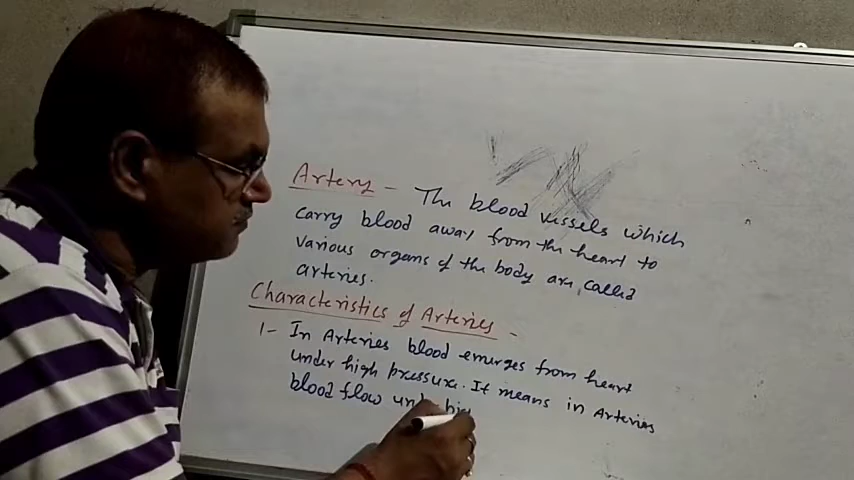 Artery - The blood vessels which
carry blood away from the heart to
various organs of the body are called
arteries.
Characteristics of Arteries -
1- In Arteries blood emerges from heart
under high pressure. It means in Arteries
blood flow